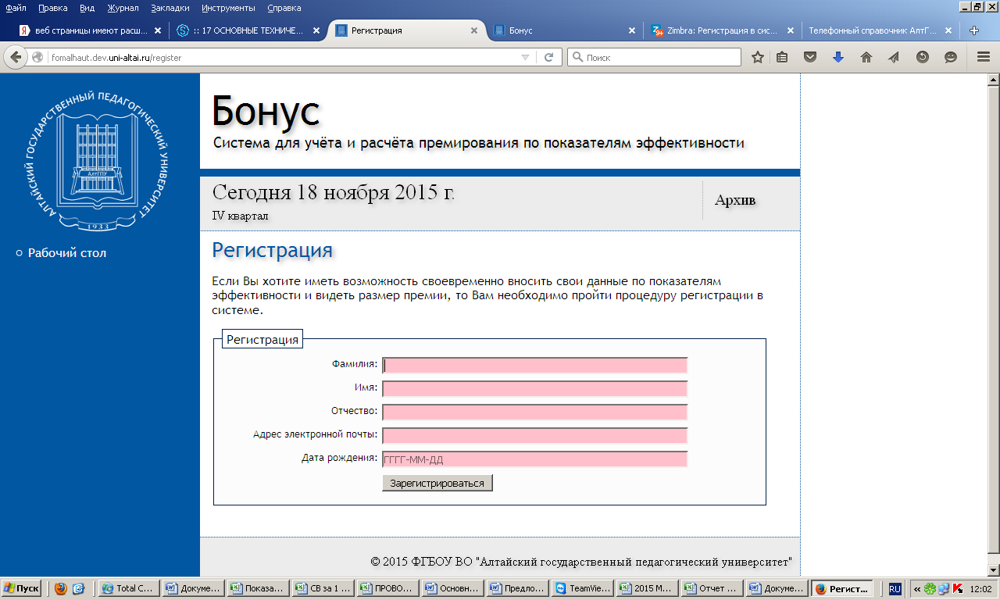 Файл Правка Вид Журнал Закладки Инструменты Справка
веб страницы имеют расш... :: 17 ОСНОВНЫЕ ТЕХНИЧЕ... Регистрация Бонус Zimbra: Регистрация в сис... Телефонный справочник АлтГ...
fomalhaut.dev.uni-altai.ru/register Поиск
АЛТАЙСКИЙ ГОСУДАРСТВЕННЫЙ ПЕДАГОГИЧЕСКИЙ УНИВЕРСИТЕТ
АлтГПУ
1933
Рабочий стол
Бонус
Система для учёта и расчёта премирования по показателям эффективности
Сегодня 18 ноября 2015 г.
IV квартал
Архив
Регистрация
Если Вы хотите иметь возможность своевременно вносить свои данные по показателям
эффективности и видеть размер премии, то Вам необходимо пройти процедуру регистрации в
системе.
Регистрация
Фамилия:
Имя:
Отчество:
Адрес электронной почты:
Дата рождения: ГГГГ-ММ-ДД
Зарегистрироваться
© 2015 ФГБОУ ВО "Алтайский государственный педагогический университет"
Пуск Total C... Докуме... Показа... СВ за 1 ... ПРОВО... Основн... Предло... TeamVie... 2015 М... Отчет ... Докуме... Регист... RU « 12:02